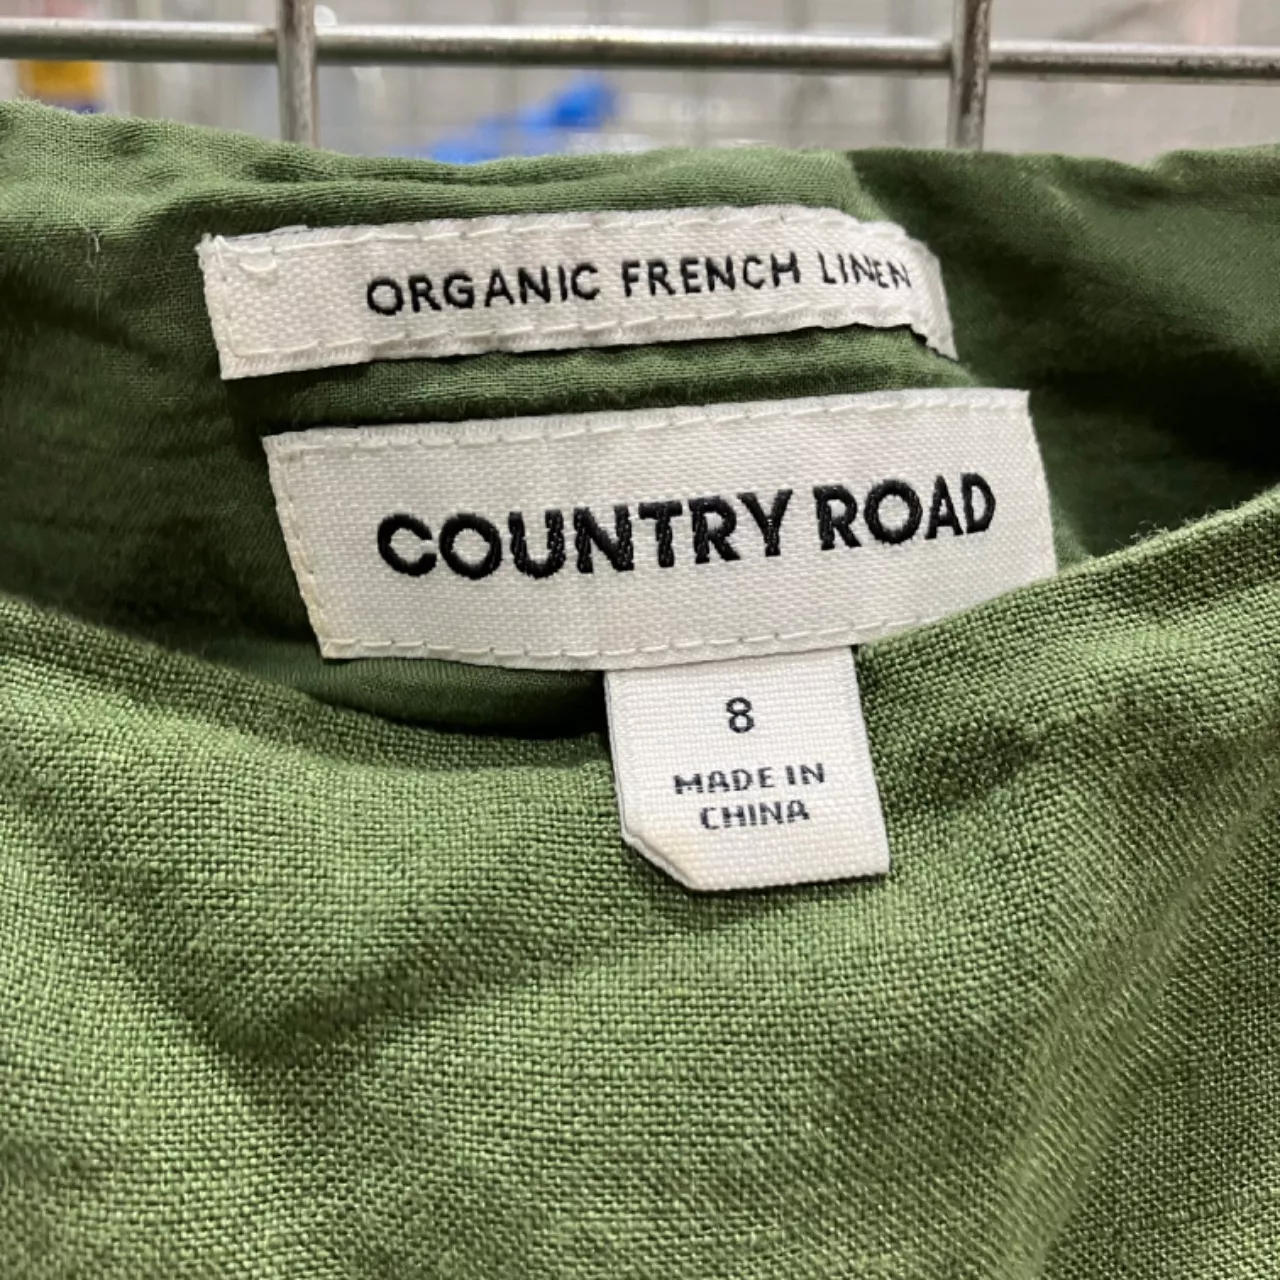 ORGANIC FRENCH LINEN
COUNTRY ROAD
8
MADE IN
CHINA